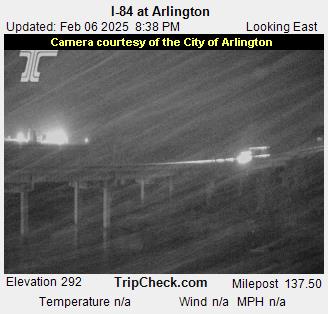 I-84 at Arlington
Updated: Feb 06 2025 8:38 PM Looking East
Camera courtesy of the City of Arlington
Elevation 292 TripCheck.com Milepost 137.50
Temperature n/a Wind n/a MPH n/a